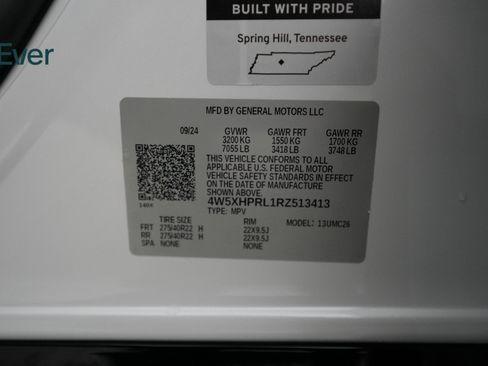 BUILT WITH PRIDE
Spring Hill, Tennessee
Ever
MFD BY GENERAL MOTORS LLC
09/24 GVWR GAWR FRT GAWR RR
3200 KG 1550 KG 1700 KG
7055 LB 3418 LB 3748 LB
THIS VEHICLE CONFORMS TO ALL
APPLICABLE U.S. FEDERAL MOTOR
VEHICLE SAFETY STANDARDS IN
EFFECT ON THE DATE OF MANUFACTURE
SHOWN ABOVE.
140X 4W5XHPRL1RZ513413
TYPE: MPV
TIRE SIZE RIM MODEL: 13UMC26
FRT 275/40R22 H 22X9.5J
RR 275/40R22 H 22X9.5J
SPA NONE NONE